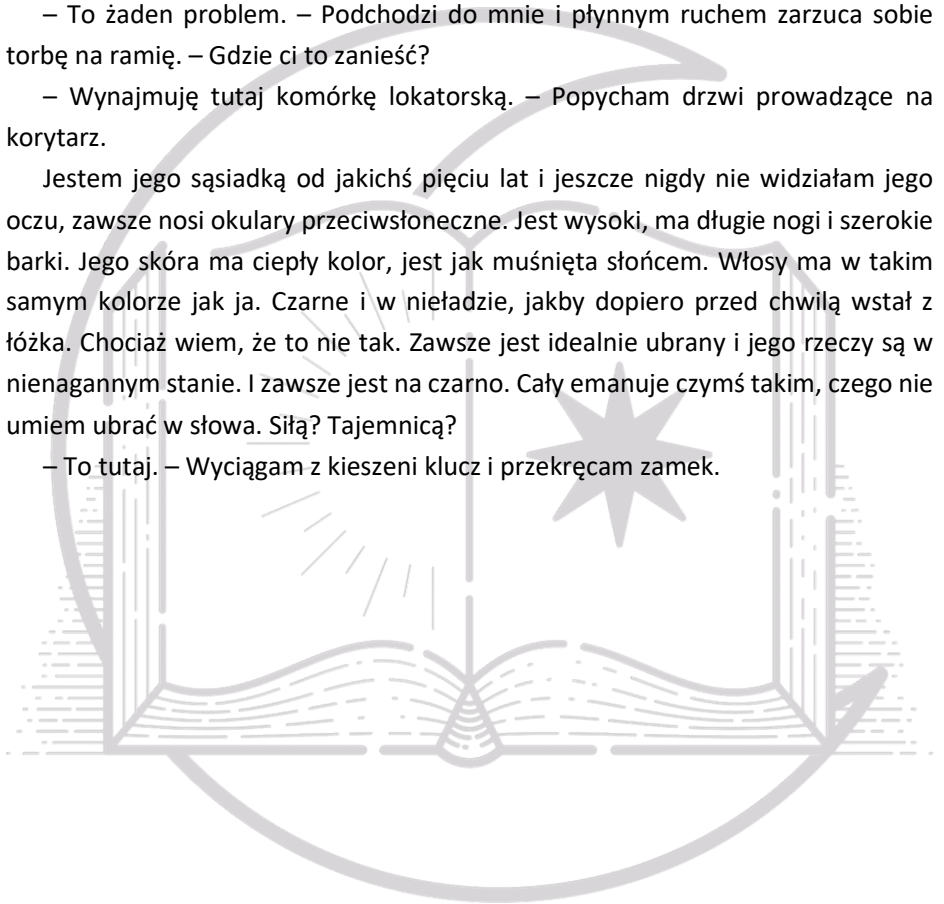 – To żaden problem. – Podchodzi do mnie i płynnym ruchem zarzuca sobie
torbę na ramię. – Gdzie ci to zanieść?
– Wynajmuję tutaj komórkę lokatorską. – Popycham drzwi prowadzące na
korytarz.
Jestem jego sąsiadką od jakichś pięciu lat i jeszcze nigdy nie widziałam jego
oczu, zawsze nosi okulary przeciwsłoneczne. Jest wysoki, ma długie nogi i szerokie
barki. Jego skóra ma ciepły kolor, jest jak muśnięta słońcem. Włosy ma w takim
samym kolorze jak ja. Czarne i w nieładzie, jakby dopiero przed chwilą wstał z
łóżka. Chociaż wiem, że to nie tak. Zawsze jest idealnie ubrany i jego rzeczy są w
nienagannym stanie. I zawsze jest na czarno. Cały emanuje czymś takim, czego nie
umiem ubrać w słowa. Siłą? Tajemnicą?
– To tutaj. – Wyciągam z kieszeni klucz i przekręcam zamek.